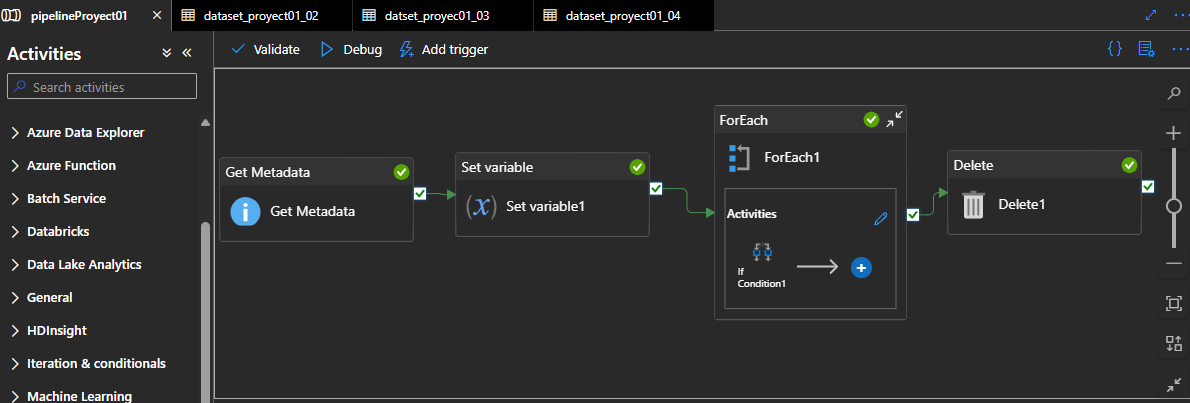 pipelineProyect01
dataset_proyect01_02
datset_proyec01_03
dataset_proyect01_04
Activities
Validate
Debug
Add trigger
{}
Search activities
Azure Data Explorer
Azure Function
Batch Service
Databricks
Data Lake Analytics
General
HDInsight
Iteration & conditionals
Machine Learning
Get Metadata
Get Metadata
Set variable
(x)
Set variable1
ForEach
ForEach1
Activities
If
Condition1
Delete
Delete1